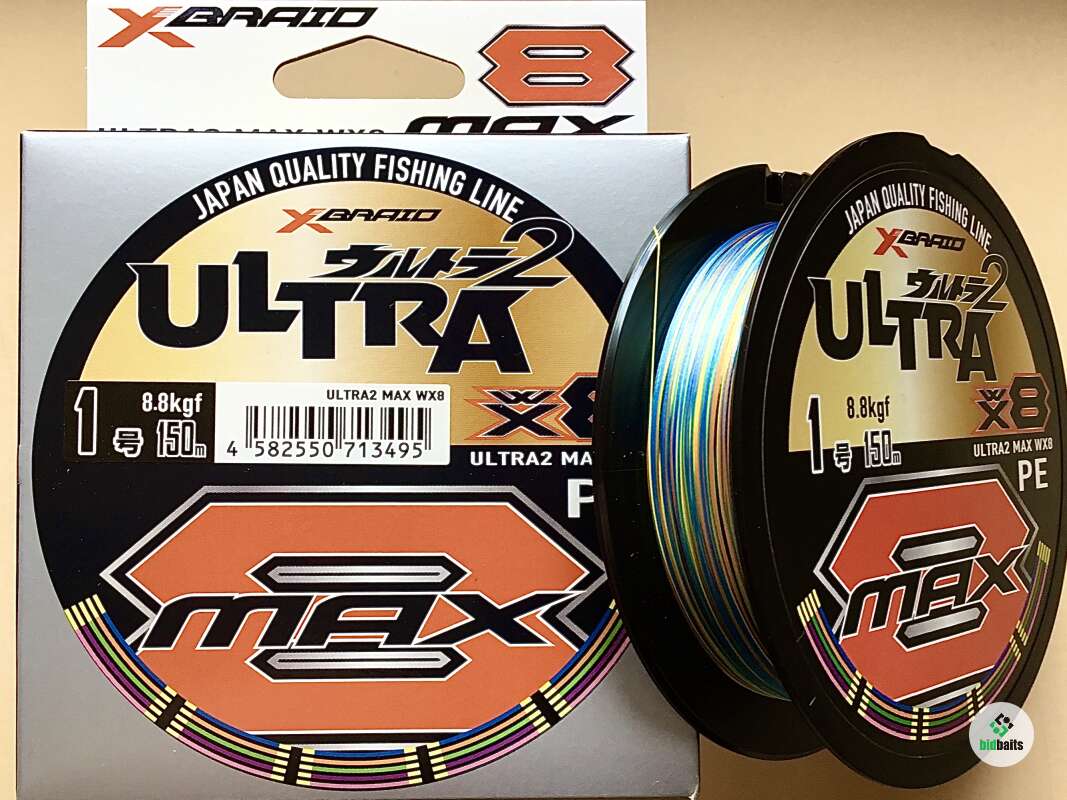 X BRAID
8
ULTRA2 MAX WX8 MAX
JAPAN QUALITY FISHING LINE
X BRAID
ウルトラ2
ULTRA
WX8
1号 8.8kgf 150m
ULTRA2 MAX WX8
4 582550 713495
ULTRA2 MA
P
8
MAX
JAPAN QUALITY FISHING LINE
X BRAID
ウルトラ2
ULTRA
WX8
1号 8.8kgf 150m
ULTRA2 MAX WX8
PE
8
MAX
bidbaits